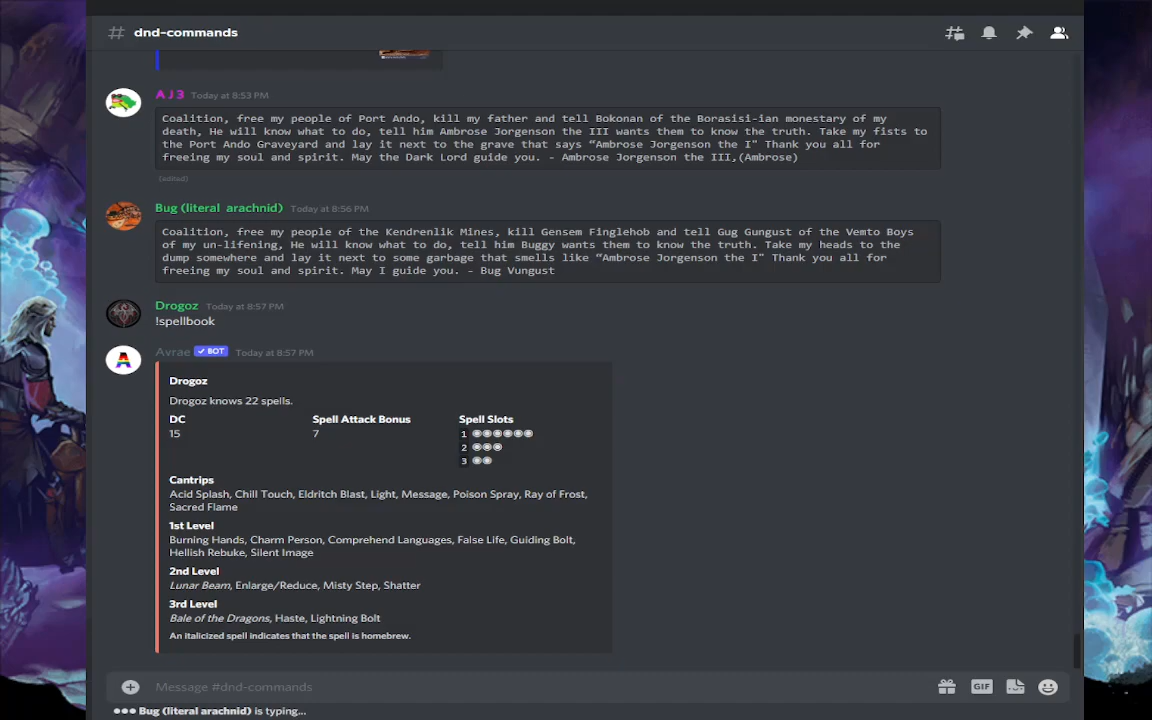 # dnd-commands
A J 3 Today at 8:53 PM
Coalition, free my people of Port Ando, kill my father and tell Bokonan of the Borasisi-ian monestary of my
death, He will know what to do, tell him Ambrose Jorgenson the III wants them to know the truth. Take my fists to
the Port Ando Graveyard and lay it next to the grave that says “Ambrose Jorgenson the I" Thank you all for
freeing my soul and spirit. May the Dark Lord guide you. - Ambrose Jorgenson the III,(Ambrose)
(edited)
Bug (literal arachnid) Today at 8:56 PM
Coalition, free my people of the Kendrenlik Mines, kill Gensem Finglehob and tell Gug Gungust of the Vemto Boys
of my un-lifening, He will know what to do, tell him Buggy wants them to know the truth. Take my heads to the
dump somewhere and lay it next to some garbage that smells like “Ambrose Jorgenson the I" Thank you all for
freeing my soul and spirit. May I guide you. - Bug Vungust
Drogoz Today at 8:57 PM
!spellbook
Avrae ✓ BOT Today at 8:57 PM
A
Drogoz
Drogoz knows 22 spells.
DC Spell Attack Bonus Spell Slots
15 7 1
2
3
Cantrips
Acid Splash, Chill Touch, Eldritch Blast, Light, Message, Poison Spray, Ray of Frost,
Sacred Flame
1st Level
Burning Hands, Charm Person, Comprehend Languages, False Life, Guiding Bolt,
Hellish Rebuke, Silent Image
2nd Level
Lunar Beam, Enlarge/Reduce, Misty Step, Shatter
3rd Level
Bale of the Dragons, Haste, Lightning Bolt
An italicized spell indicates that the spell is homebrew.
Message #dnd-commands
GIF
Bug (literal arachnid) is typing...